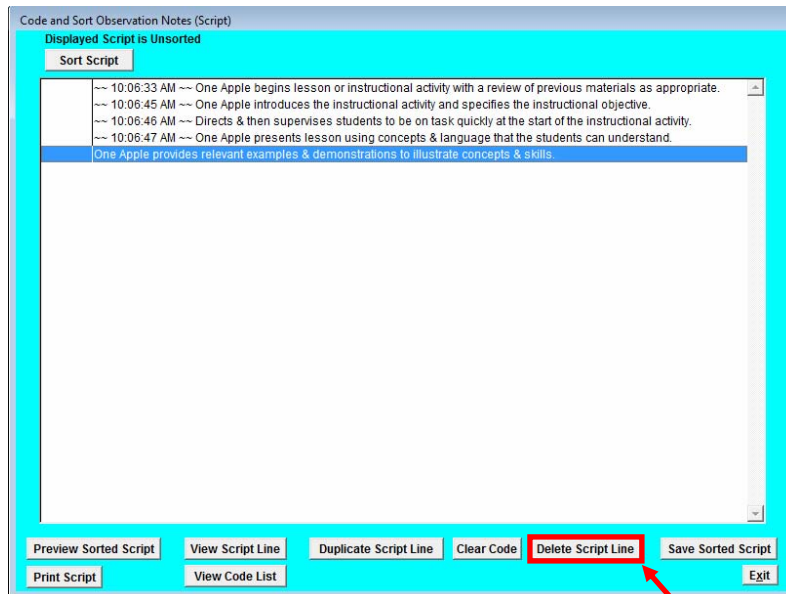 Code and Sort Observation Notes (Script)
Displayed Script is Unsorted
Sort Script
~~ 10:06:33 AM ~~ One Apple begins lesson or instructional activity with a review of previous materials as appropriate.
~~ 10:06:45 AM ~~ One Apple introduces the instructional activity and specifies the instructional objective.
~~ 10:06:46 AM ~~ Directs & then supervises students to be on task quickly at the start of the instructional activity.
~~ 10:06:47 AM ~~ One Apple presents lesson using concepts & language that the students can understand.
One Apple provides relevant examples & demonstrations to illustrate concepts & skills.
Preview Sorted Script View Script Line Duplicate Script Line Clear Code Delete Script Line Save Sorted Script
Print Script View Code List Exit